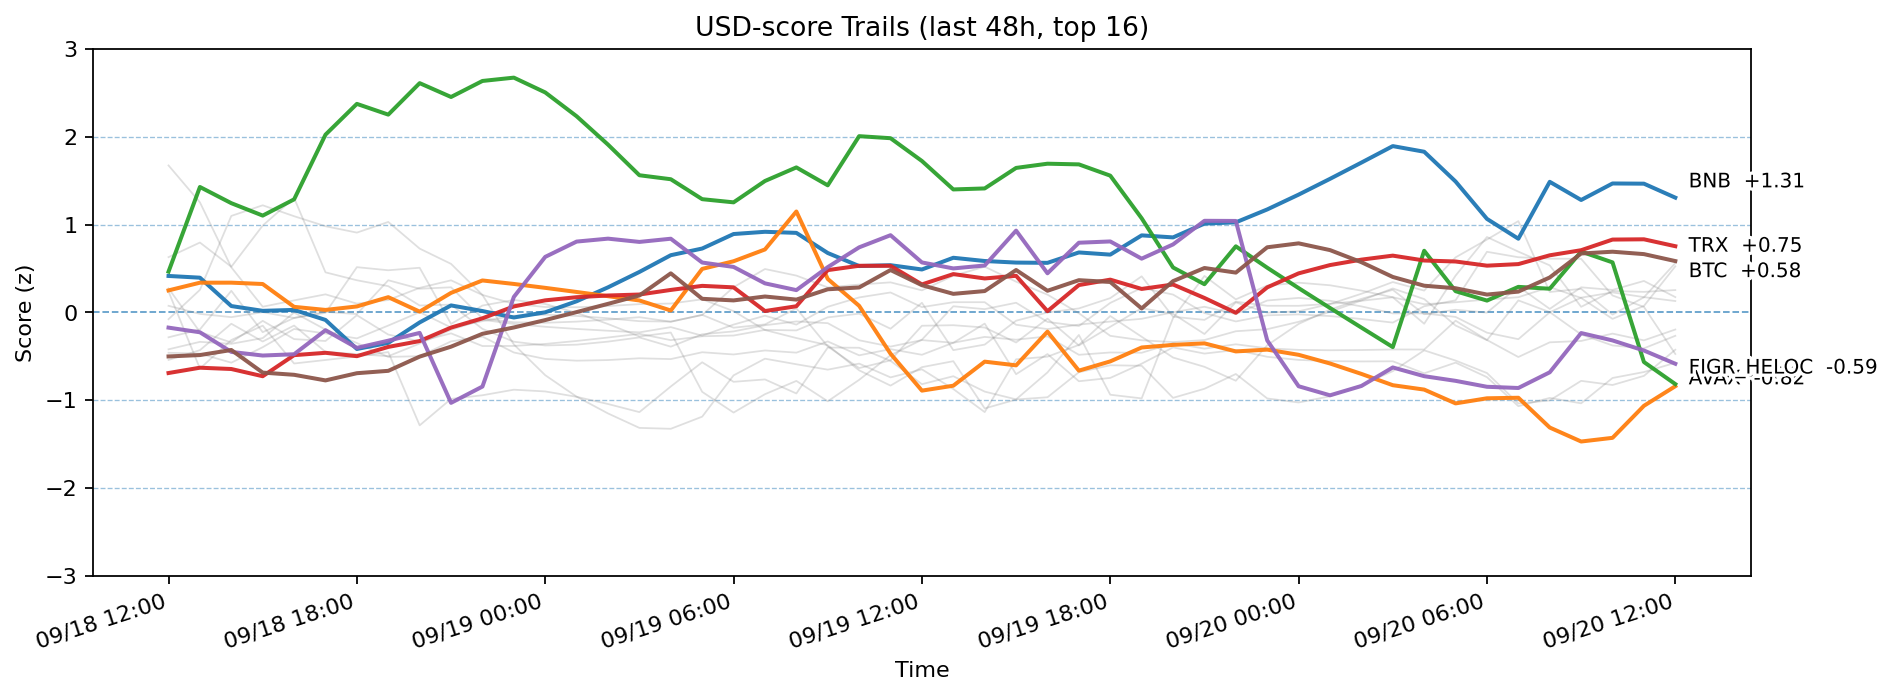 USD-score Trails (last 48h, top 16)
Score (z)
3
2
1
0
−1
−2
−3
BNB +1.31
TRX +0.75
BTC +0.58
FIGR_HELOC -0.59
AVAX -0.82
09/18 12:00
09/18 18:00
09/19 00:00
09/19 06:00
09/19 12:00
09/19 18:00
09/20 00:00
09/20 06:00
09/20 12:00
Time